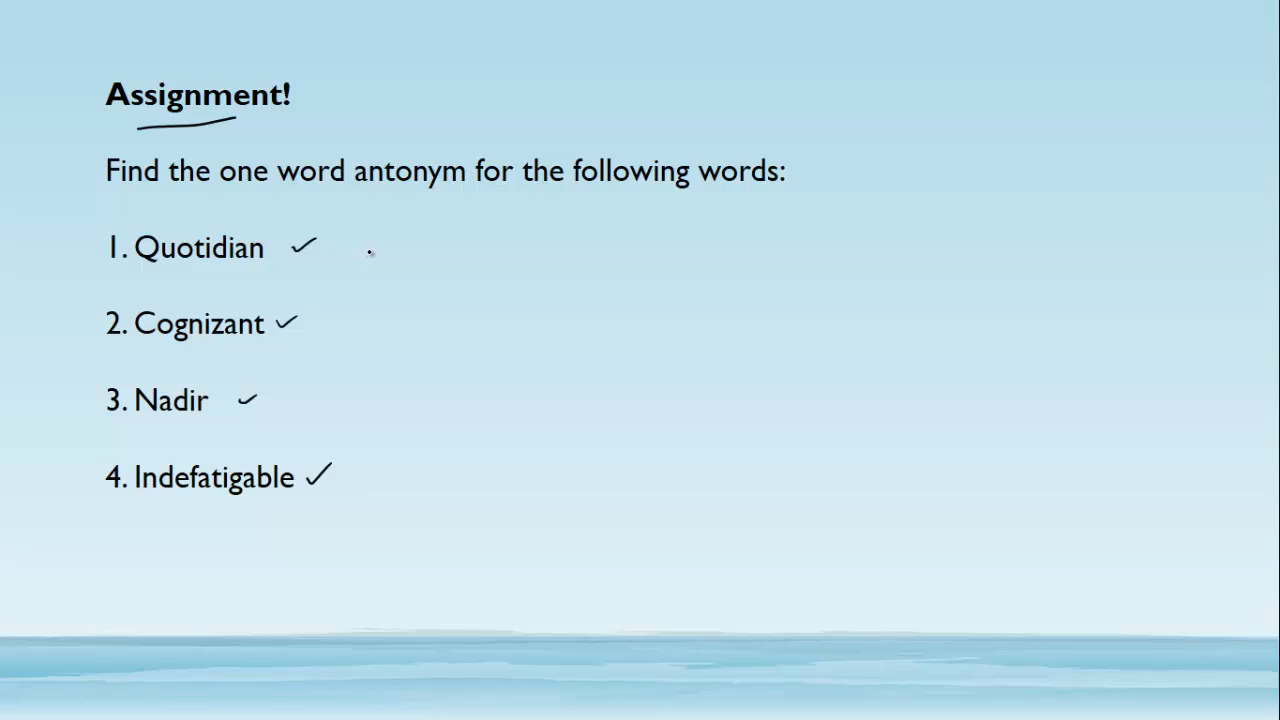 Assignment!
Find the one word antonym for the following words:
1. Quotidian
2. Cognizant
3. Nadir
4. Indefatigable